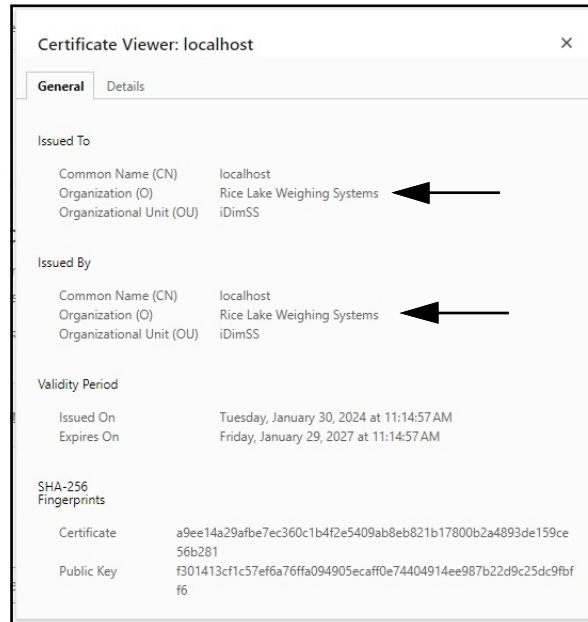 Certificate Viewer: localhost
General Details
Issued To
Common Name (CN) localhost
Organization (O) Rice Lake Weighing Systems
Organizational Unit (OU) iDimSS
Issued By
Common Name (CN) localhost
Organization (O) Rice Lake Weighing Systems
Organizational Unit (OU) iDimSS
Validity Period
Issued On Tuesday, January 30, 2024 at 11:14:57 AM
Expires On Friday, January 29, 2027 at 11:14:57 AM
SHA-256
Fingerprints
Certificate a9ee14a29afbe7ec360c1b4f2e5409ab8eb821b17800b2a4893de159ce
56b281
Public Key f301413cf1c57ef6a76ffa094905ecaff0e74404914ee987b22d9c25dc9fbf
f6